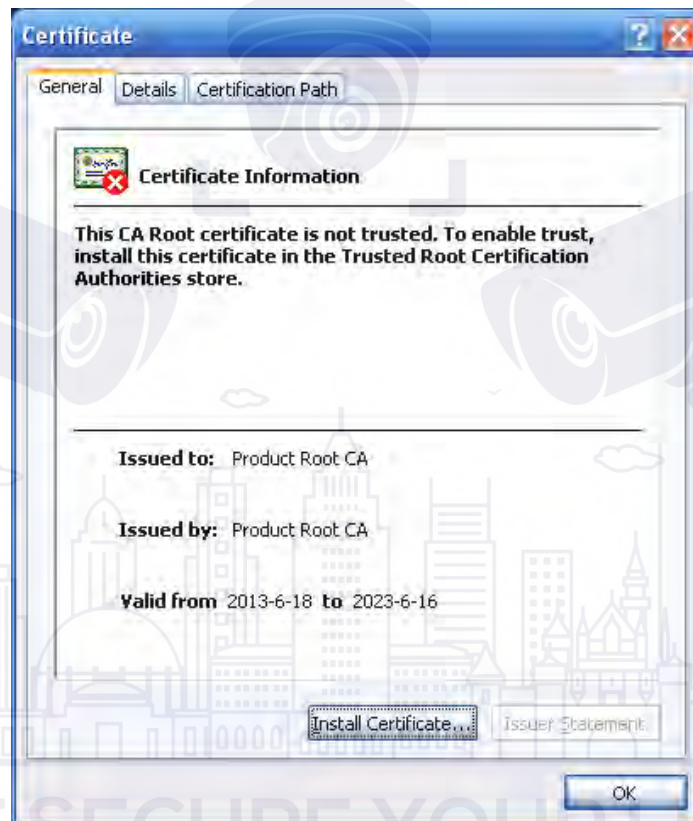 Certificate
General Details Certification Path
Certificate Information
This CA Root certificate is not trusted. To enable trust,
install this certificate in the Trusted Root Certification
Authorities store.
Issued to: Product Root CA
Issued by: Product Root CA
Valid from 2013-6-18 to 2023-6-16
Install Certificate... Issuer Statement
OK
SECURE YOUR